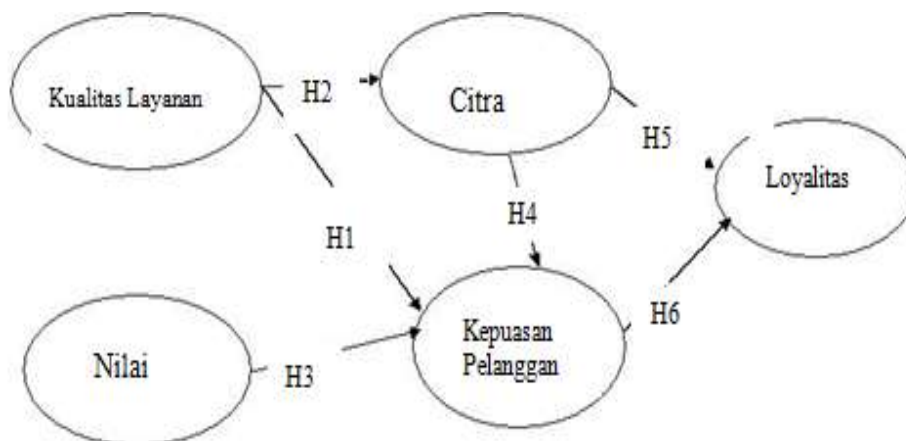 Kualitas Layanan
H2
Citra
H5
Loyalitas
H4
H1
H6
Kepuasan
Pelanggan
Nilai
H3